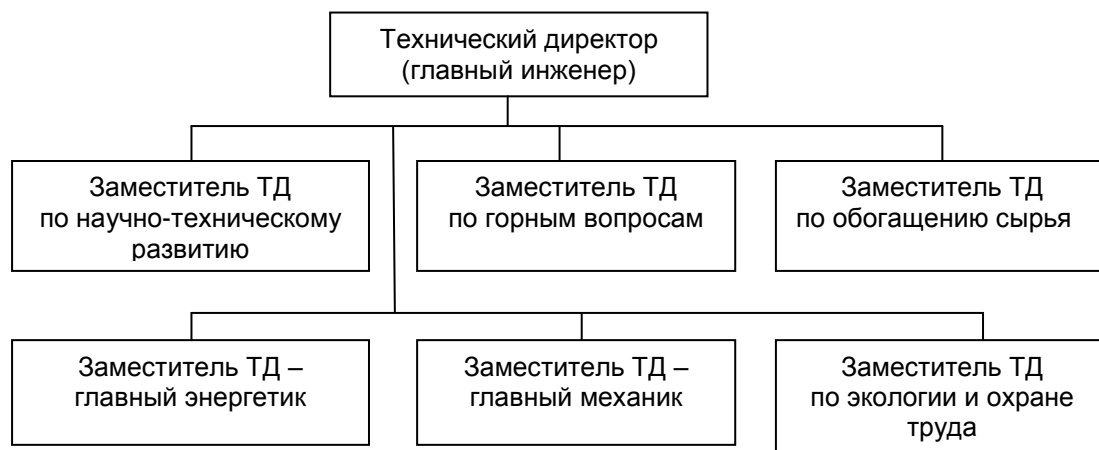 Технический директор
(главный инженер)
Заместитель ТД
по научно-техническому
развитию
Заместитель ТД
по горным вопросам
Заместитель ТД
по обогащению сырья
Заместитель ТД –
главный энергетик
Заместитель ТД –
главный механик
Заместитель ТД
по экологии и охране
труда